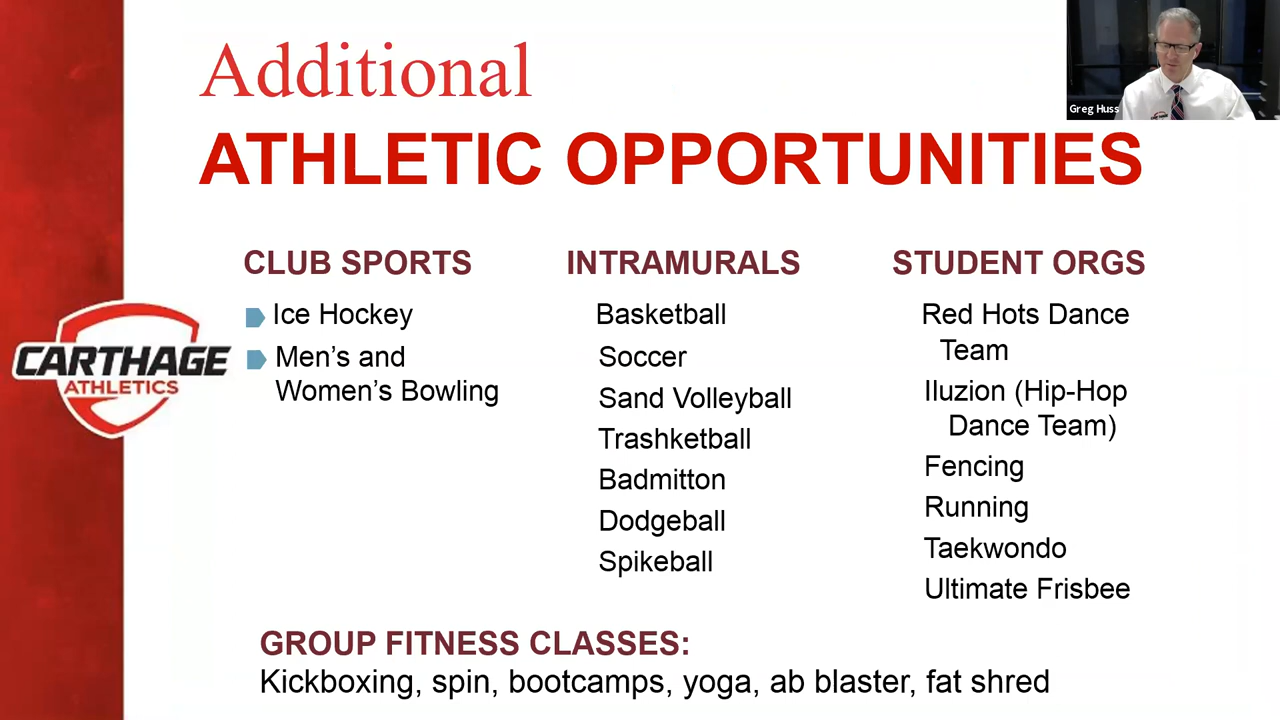 Additional
ATHLETIC OPPORTUNITIES
Greg Huss
CARTHAGE
ATHLETICS
CLUB SPORTS
Ice Hockey
Men’s and
Women’s Bowling
INTRAMURALS
Basketball
Soccer
Sand Volleyball
Trashketball
Badmitton
Dodgeball
Spikeball
STUDENT ORGS
Red Hots Dance
Team
Iluzion (Hip-Hop
Dance Team)
Fencing
Running
Taekwondo
Ultimate Frisbee
GROUP FITNESS CLASSES:
Kickboxing, spin, bootcamps, yoga, ab blaster, fat shred